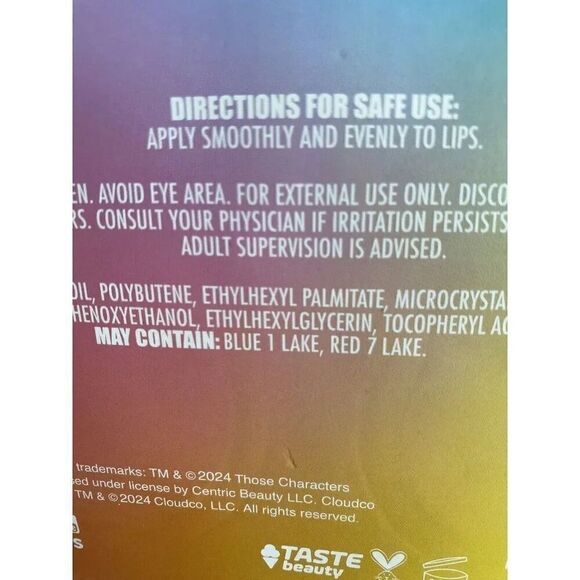 DIRECTIONS FOR SAFE USE:
APPLY SMOOTHLY AND EVENLY TO LIPS.
EN. AVOID EYE AREA. FOR EXTERNAL USE ONLY. DISCO
RS. CONSULT YOUR PHYSICIAN IF IRRITATION PERSISTS
ADULT SUPERVISION IS ADVISED.
OIL, POLYBUTENE, ETHYLHEXYL PALMITATE, MICROCRYSTA
HENOXYETHANOL, ETHYLHEXYLGLYCERIN, TOCOPHERYL AC
MAY CONTAIN: BLUE 1 LAKE, RED 7 LAKE.
trademarks: TM & ©2024 Those Characters
sed under license by Centric Beauty LLC. Cloudco
TM & ©2024 Cloudco, LLC. All rights reserved.
TASTE
beauty